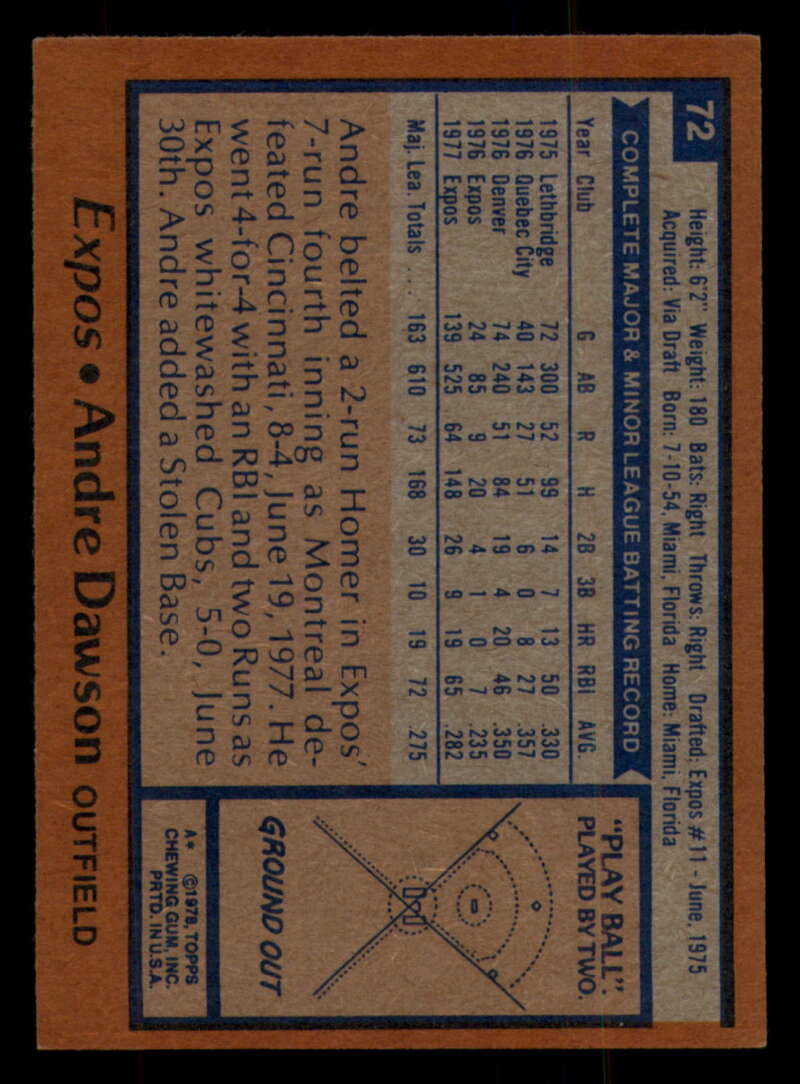 72
Height: 6'2" Weight: 180 Bats: Right Throws: Right Drafted: Expos #11 - June, 1975
Acquired: Via Draft Born: 7-10-54, Miami, Florida Home: Miami, Florida
COMPLETE MAJOR & MINOR LEAGUE BATTING RECORD
Year Club G AB R H 2B 3B HR RBI AVG.
1975 Lethbridge 72 300 52 99 14 7 13 50 .330
1976 Quebec City 40 143 27 51 6 0 8 27 .357
1976 Denver 74 240 51 84 19 4 20 46 .350
1976 Expos 24 85 9 20 4 1 0 7 .235
1977 Expos 139 525 64 148 26 9 19 65 .282
Maj. Lea. Totals .... 163 610 73 168 30 10 19 72 .275
Andre belted a 2-run Homer in Expos'
7-run fourth inning as Montreal de-
feated Cincinnati, 8-4, June 19, 1977. He
went 4-for-4 with an RBI and two Runs as
Expos whitewashed Cubs, 5-0, June
30th. Andre added a Stolen Base.
"PLAY BALL":
PLAYED BY TWO.
GROUND OUT
A* ©1978, TOPPS
CHEWING GUM, INC.
PRTD. IN U.S.A.
Expos • Andre Dawson OUTFIELD